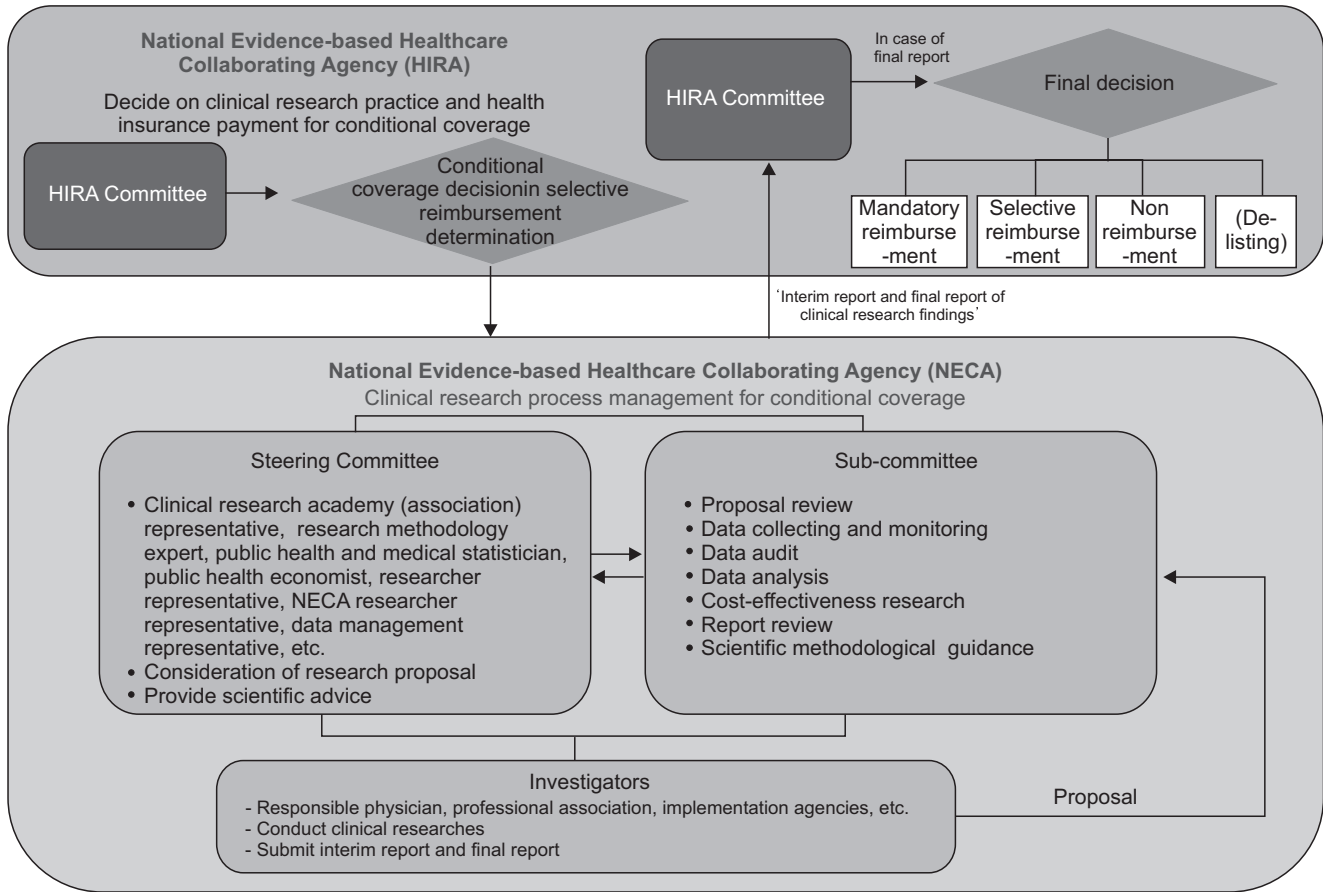 National Evidence-based Healthcare
Collaborating Agency (HIRA)
Decide on clinical research practice and health
insurance payment for conditional coverage
HIRA Committee
Conditional
coverage decisionin selective
reimbursement
determination
HIRA Committee
In case of
final report
Final decision
Mandatory
reimburse
-ment
Selective
reimburse
-ment
Non
reimburse
-ment
(De-
listing)
‘Interim report and final report of
clinical research findings’
National Evidence-based Healthcare Collaborating Agency (NECA)
Clinical research process management for conditional coverage
Steering Committee
• Clinical research academy (association)
representative, research methodology
expert, public health and medical statistician,
public health economist, researcher
representative, NECA researcher
representative, data management
representative, etc.
• Consideration of research proposal
• Provide scientific advice
Sub-committee
• Proposal review
• Data collecting and monitoring
• Data audit
• Data analysis
• Cost-effectiveness research
• Report review
• Scientific methodological guidance
Investigators
- Responsible physician, professional association, implementation agencies, etc.
- Conduct clinical researches
- Submit interim report and final report
Proposal